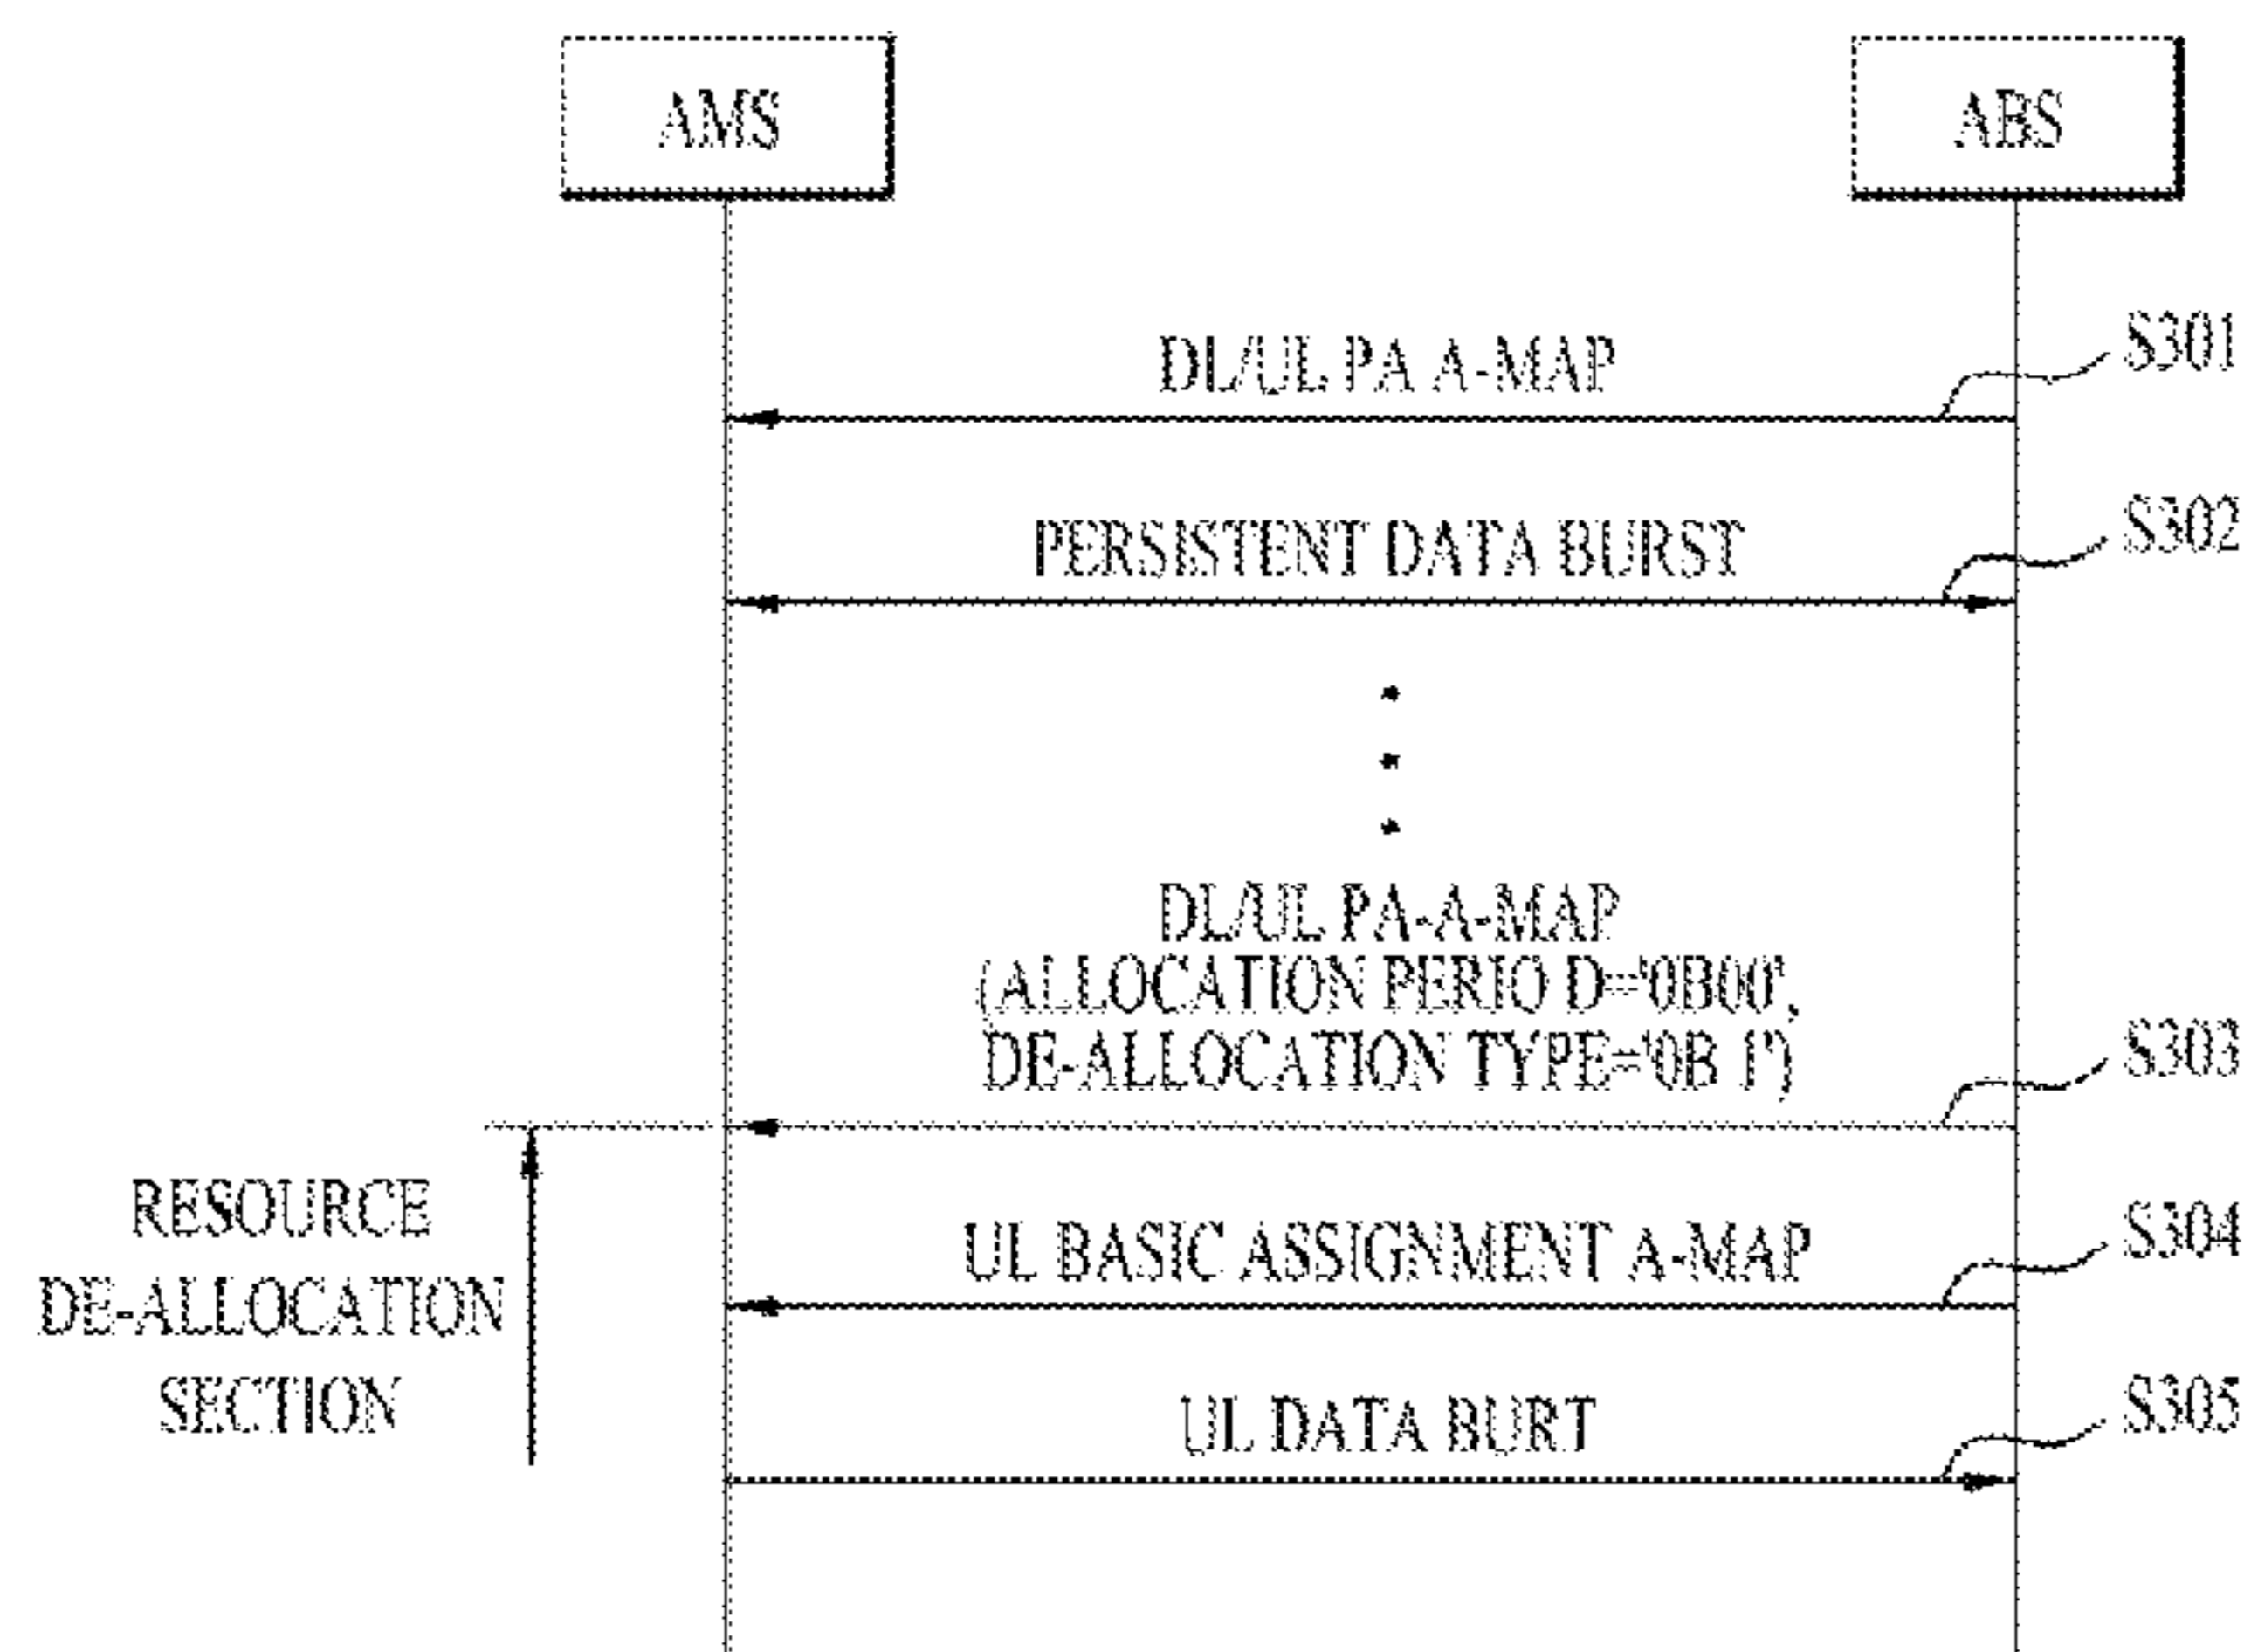 AMS
ABS
DL/UL PA A-MAP
S301
PERSISTENT DATA BURST
S302
DL/UL PA-A-MAP
(ALLOCATION PERIO D='0B00',
DE-ALLOCATION TYPE='0B 1')
S303
RESOURCE
DE-ALLOCATION
SECTION
UL BASIC ASSIGNMENT A-MAP
S304
UL DATA BURT
S305